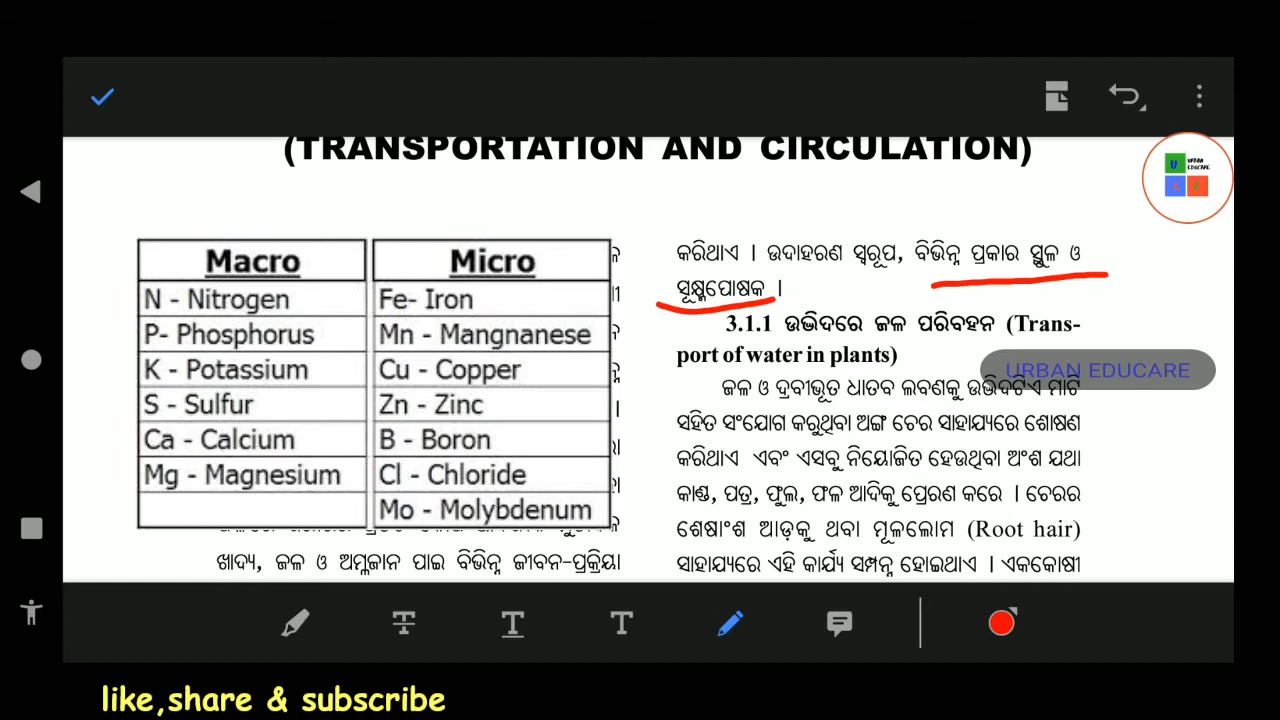 (TRANSPORTATION AND CIRCULATION)
URBAN
EDUCARE
Macro
N - Nitrogen
P- Phosphorus
K - Potassium
S - Sulfur
Ca - Calcium
Mg - Magnesium
Micro
Fe- Iron
Mn - Mangnanese
Cu - Copper
Zn - Zinc
B - Boron
Cl - Chloride
Mo - Molybdenum
ଖାଦ୍ୟ, ଜଳ ଓ ଅମ୍ଳଜାନ ପାଇ ବିଭିନ୍ନ ଜୀବନ-ପ୍ରକ୍ରିୟା
କରିଥାଏ । ଉଦାହରଣ ସ୍ୱରୂପ, ବିଭିନ୍ନ ପ୍ରକାର ସ୍ଥୁଳ ଓ
ସୂକ୍ଷ୍ମପୋଷକ ।
3.1.1 ଉଦ୍ଭିଦରେ ଜଳ ପରିବହନ (Trans-
port of water in plants)
URBAN EDUCARE
ଜଳ ଓ ଦ୍ରବୀଭୂତ ଧାତବ ଲବଣକୁ ଉଦ୍ଭିଦଟିଏ ମାଟି
ସହିତ ସଂଯୋଗ କରୁଥିବା ଅଙ୍ଗ ଚେର ସାହାଯ୍ୟରେ ଶୋଷଣ
କରିଥାଏ ଏବଂ ଏସବୁ ନିୟୋଜିତ ହେଉଥିବା ଅଂଶ ଯଥା
କାଣ୍ଡ, ପତ୍ର, ଫୁଲ, ଫଳ ଆଦିକୁ ପ୍ରେରଣ କରେ । ଚେରର
ଶେଷାଂଶ ଆଡ଼କୁ ଥବା ମୂଳଲୋମ (Root hair)
ସାହାଯ୍ୟରେ ଏହି କାର୍ଯ୍ୟ ସମ୍ପନ୍ନ ହୋଇଥାଏ । ଏକକୋଷୀ
like,share & subscribe